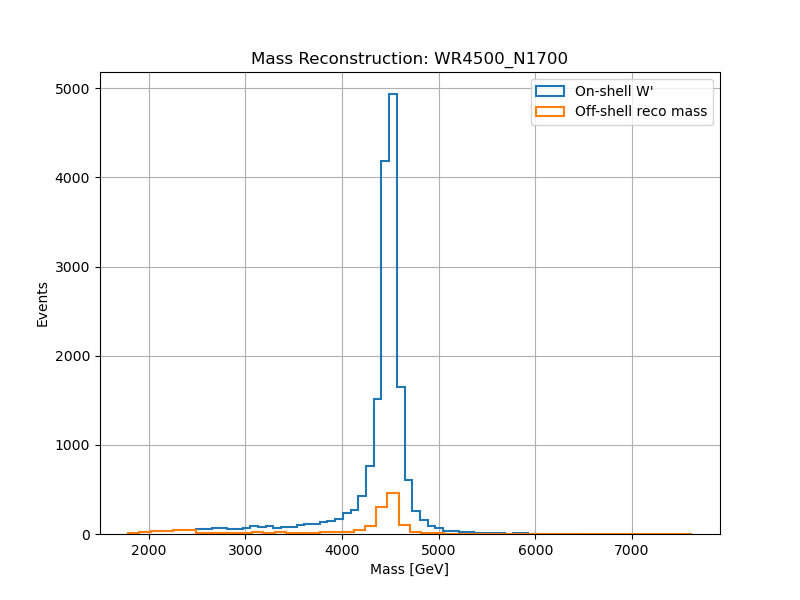 Mass Reconstruction: WR4500_N1700
On-shell W'
Off-shell reco mass
Events
5000
4000
3000
2000
1000
0
2000 3000 4000 5000 6000 7000
Mass [GeV]